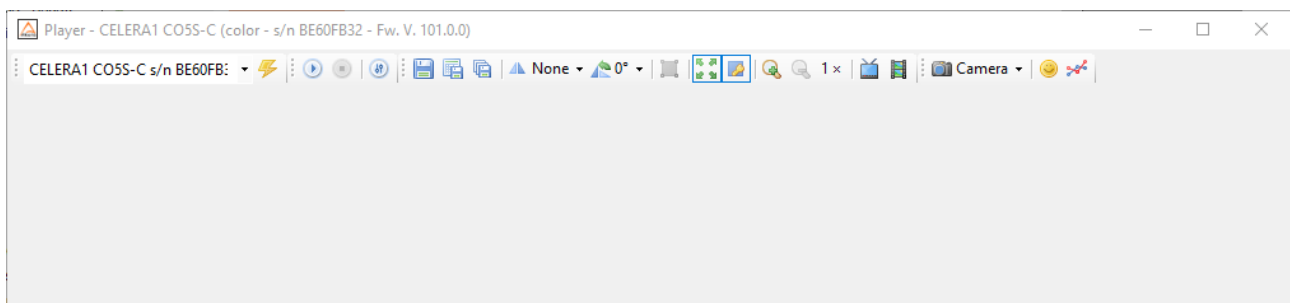 Player - CELERA1 CO5S-C (color - s/n BE60FB32 - Fw. V. 101.0.0)
CELERA1 CO5S-C s/n BE60FB: None 0° 1 × Camera